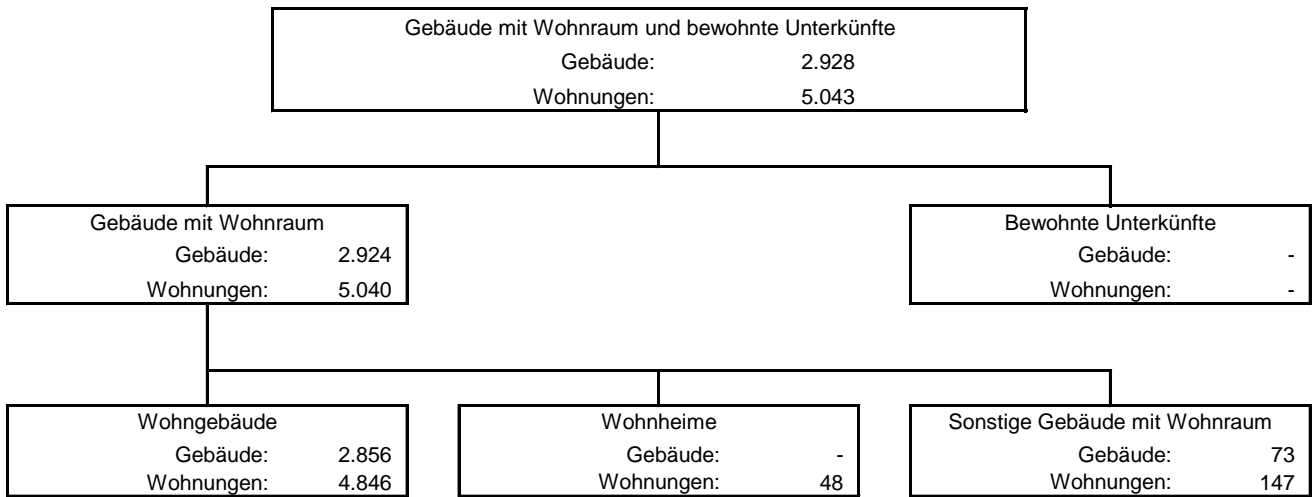 Gebäude mit Wohnraum und bewohnte Unterkünfte
Gebäude: 2.928
Wohnungen: 5.043
Gebäude mit Wohnraum
Gebäude: 2.924
Wohnungen: 5.040
Bewohnte Unterkünfte
Gebäude: -
Wohnungen: -
Wohngebäude
Gebäude: 2.856
Wohnungen: 4.846
Wohnheime
Gebäude: -
Wohnungen: 48
Sonstige Gebäude mit Wohnraum
Gebäude: 73
Wohnungen: 147